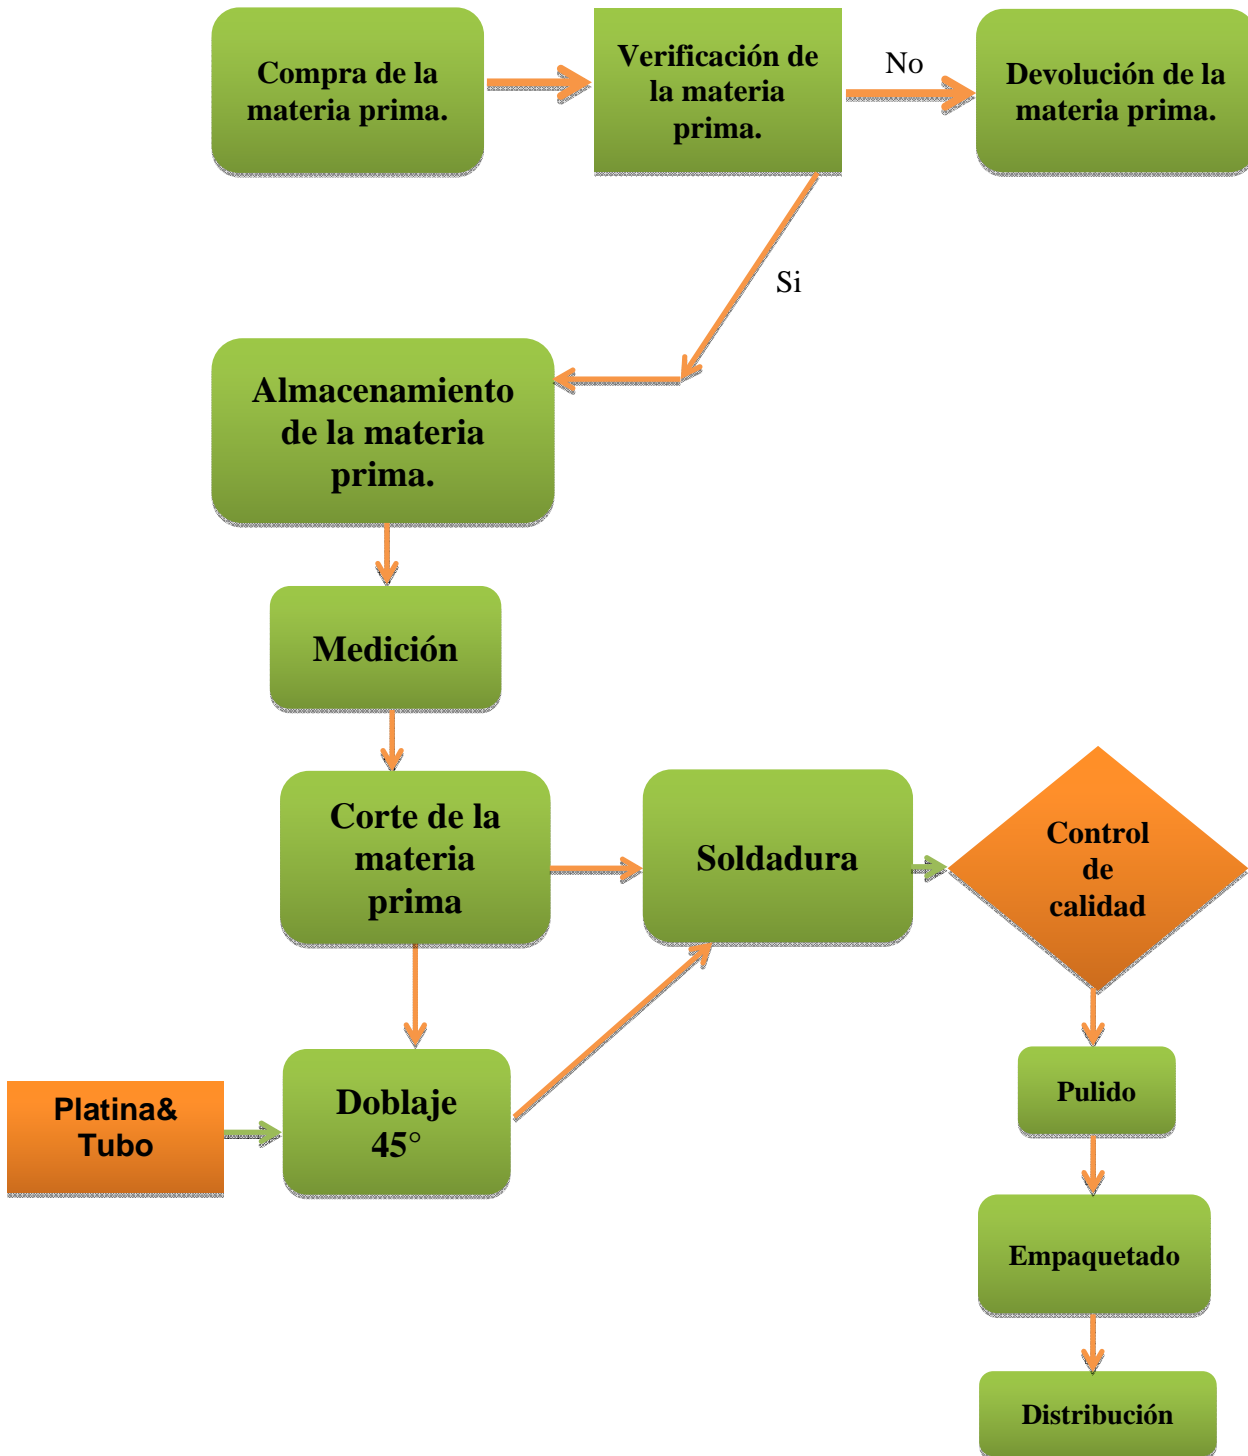 Compra de la
materia prima.
Verificación de
la materia
prima.
No
Devolución de la
materia prima.
Si
Almacenamiento
de la materia
prima.
Medición
Corte de la
materia
prima
Soldadura
Control
de
calidad
Platina&
Tubo
Doblaje
45°
Pulido
Empaquetado
Distribución